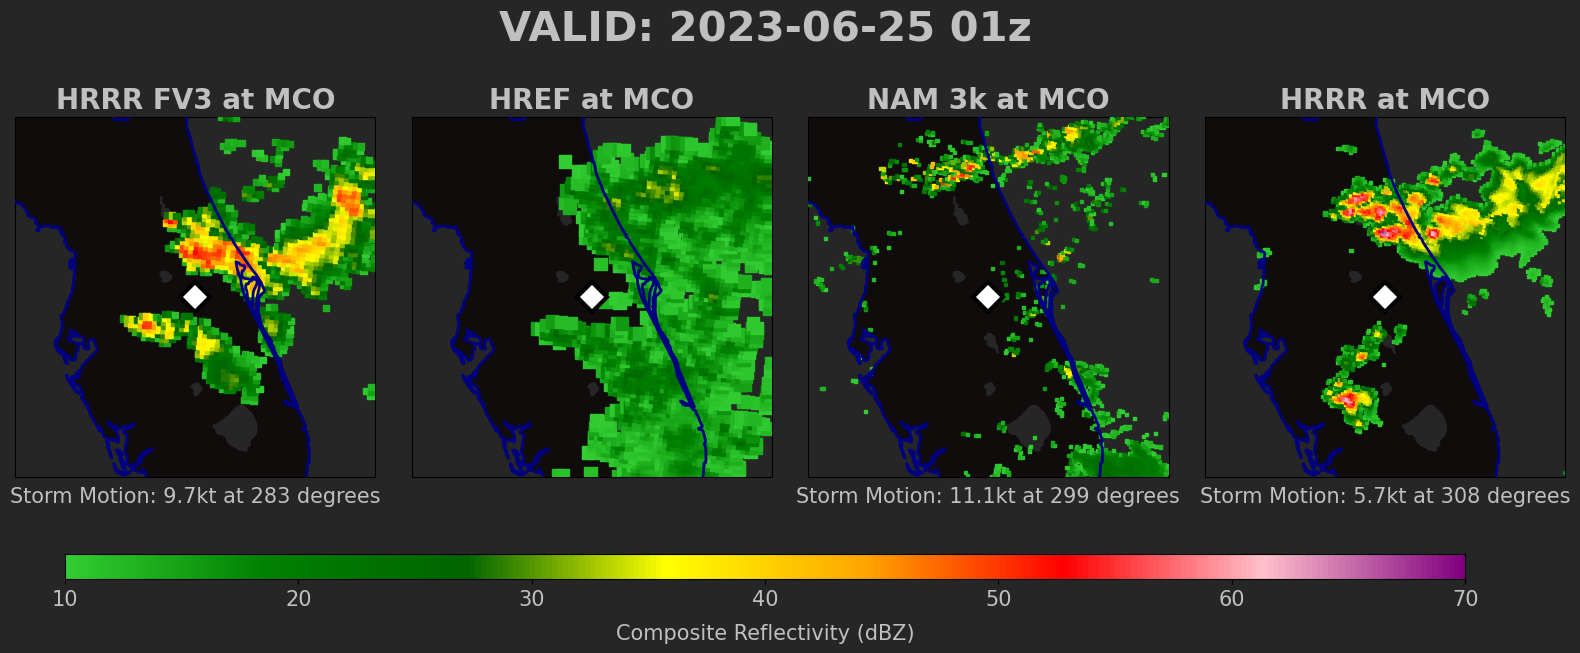 VALID: 2023-06-25 01z
HRRR FV3 at MCO
HREF at MCO
NAM 3k at MCO
HRRR at MCO
Storm Motion: 9.7kt at 283 degrees
Storm Motion: 11.1kt at 299 degrees
Storm Motion: 5.7kt at 308 degrees
10 20 30 40 50 60 70
Composite Reflectivity (dBZ)